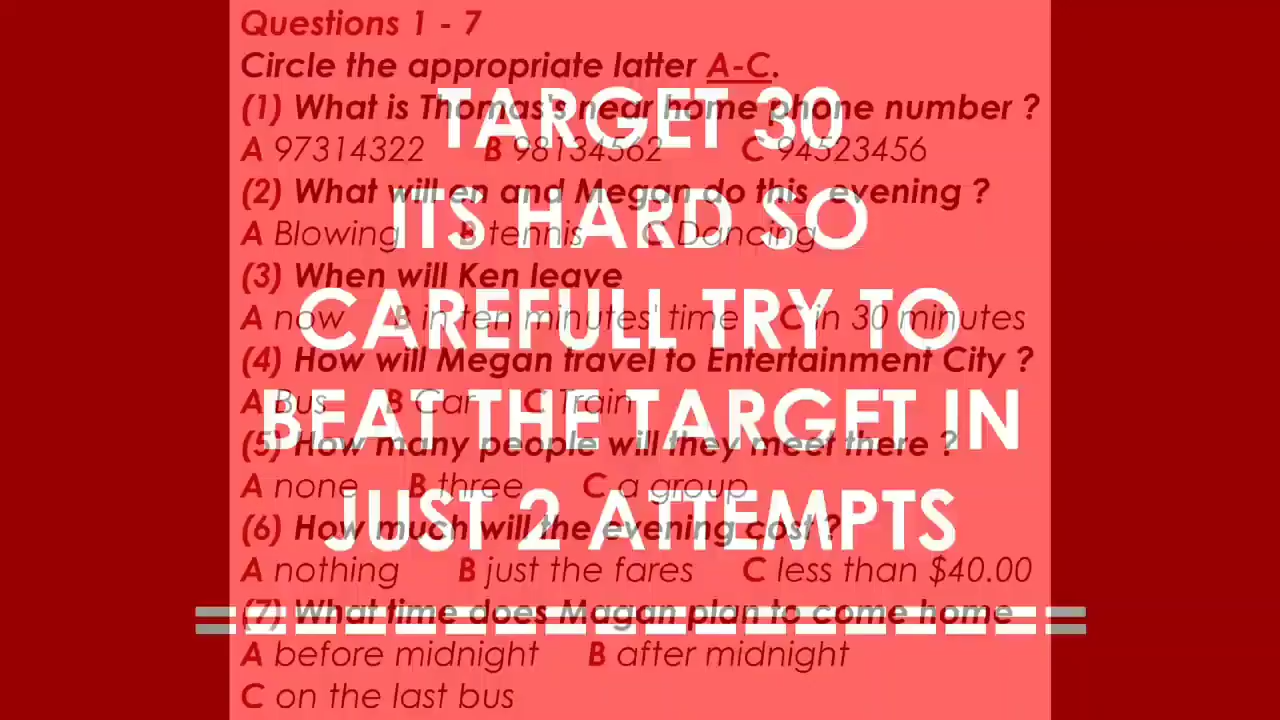 Questions 1 - 7
Circle the appropriate latter A-C.
(1) What is Thomas's near home phone number ?
A 97314322 B 98134562 C 94523456
(2) What will en and Megan do this evening ?
A Blowing B tennis C Dancing
(3) When will Ken leave
A now B in ten minutes' time C in 30 minutes
(4) How will Megan travel to Entertainment City ?
A Bus B Car C Train
(5) How many people will they meet there ?
A none B three C a group
(6) How much will the evening cost ?
A nothing B just the fares C less than $40.00
(7) What time does Magan plan to come home
A before midnight B after midnight
C on the last bus
TARGET 30
ITS HARD SO
CAREFULL TRY TO
BEAT THE TARGET IN
JUST 2 ATTEMPTS
==================